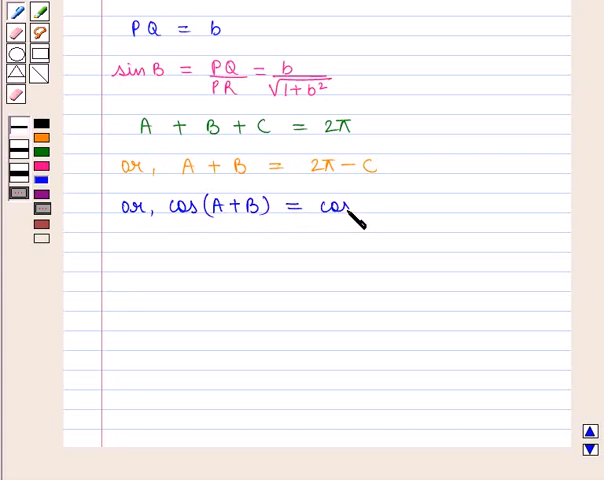 PQ = b
sin B = PQ/PR = b/√1+b²
A + B + C = 2π
or, A + B = 2π − C
or, cos(A+B) = cos